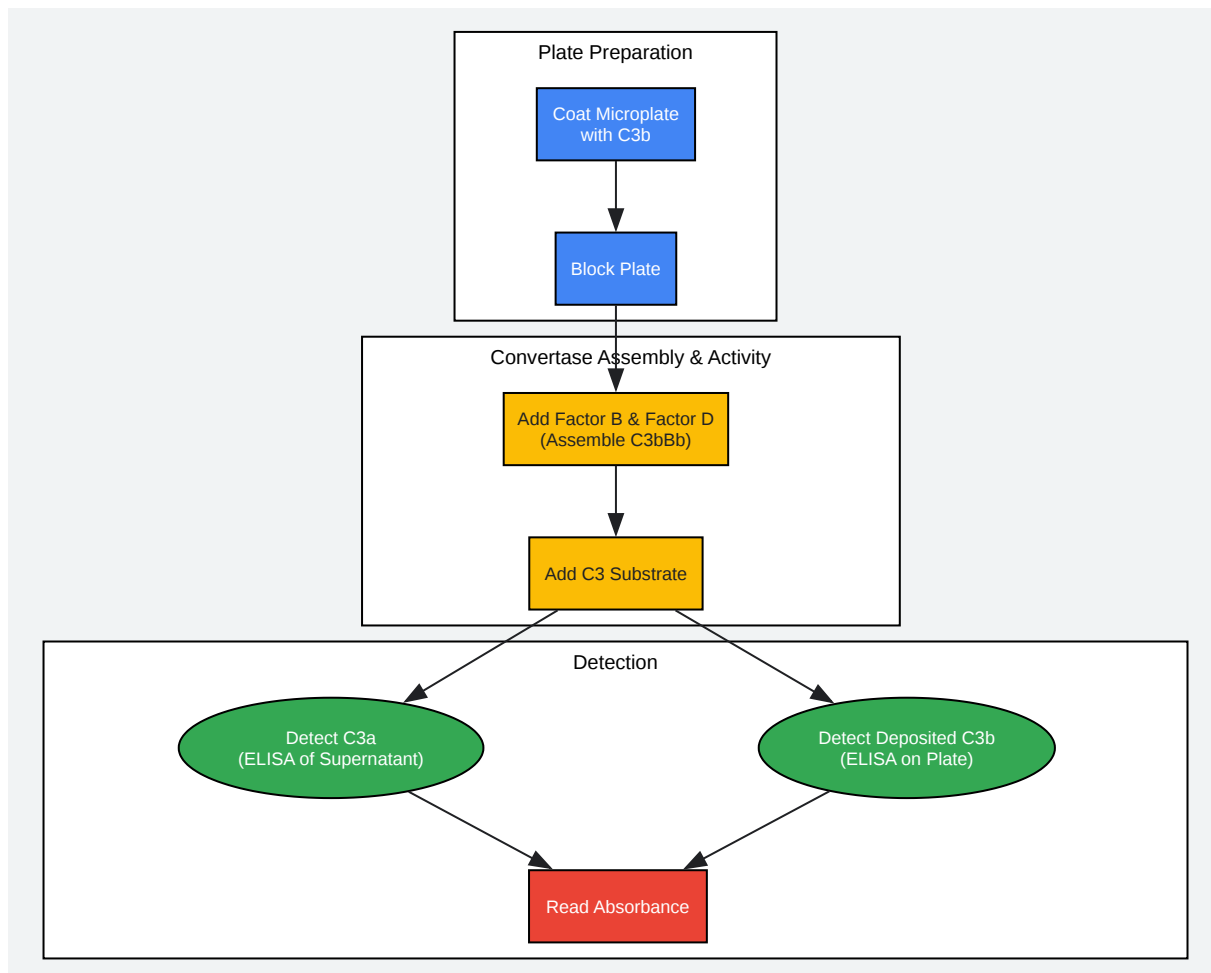 Plate Preparation
Coat Microplate
with C3b
Block Plate
Convertase Assembly & Activity
Add Factor B & Factor D
(Assemble C3bBb)
Add C3 Substrate
Detection
Detect C3a
(ELISA of Supernatant)
Detect Deposited C3b
(ELISA on Plate)
Read Absorbance